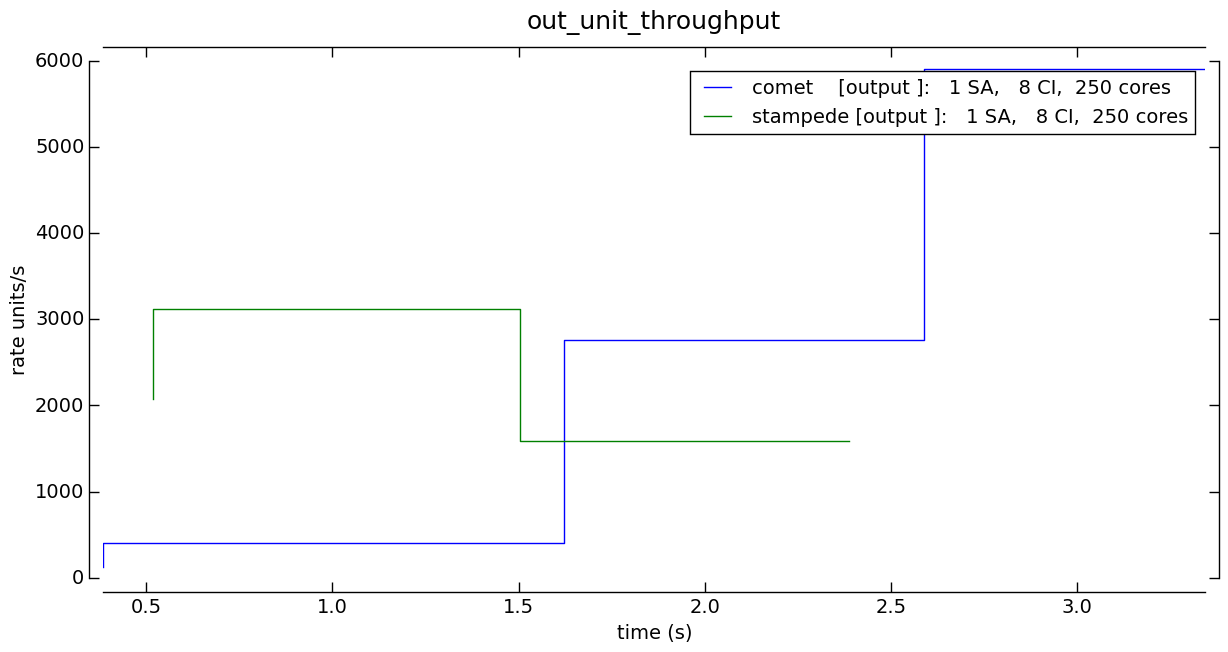 out_unit_throughput
6000
5000
4000
3000
2000
1000
0
rate units/s
comet    [output ]:   1 SA,   8 CI,  250 cores
stampede [output ]:   1 SA,   8 CI,  250 cores
0.5 1.0 1.5 2.0 2.5 3.0
time (s)